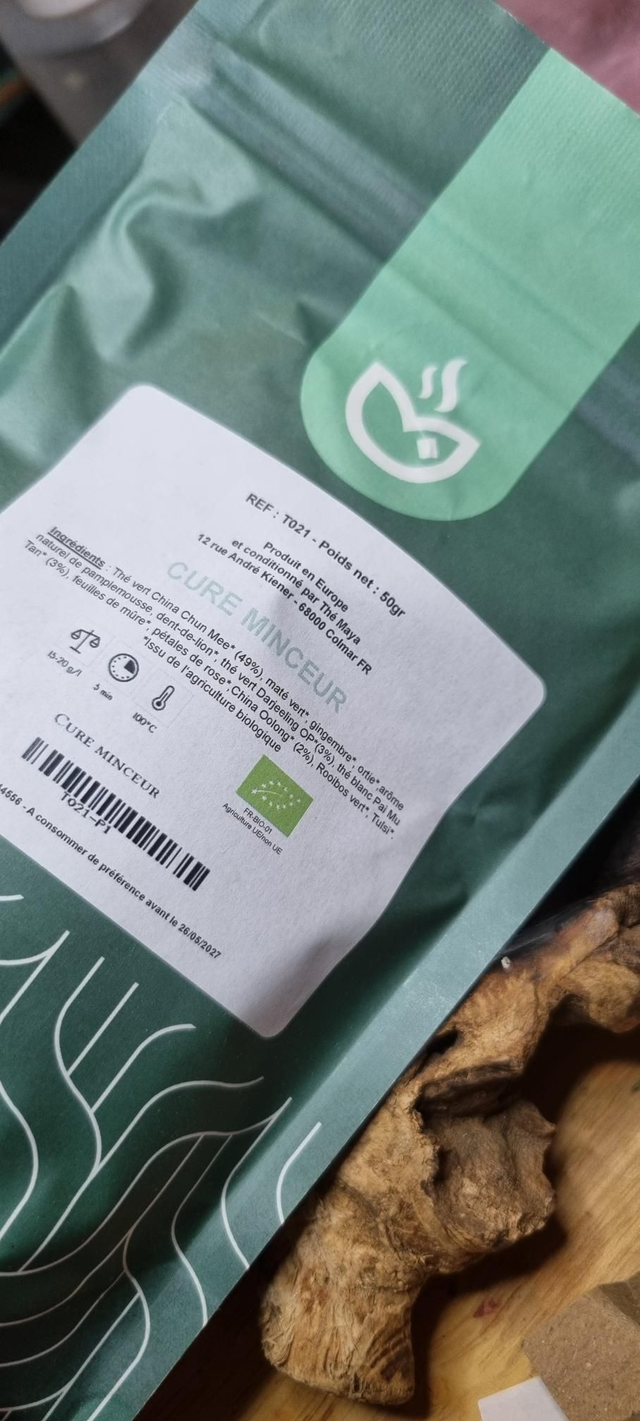 REF : T021 - Poids net : 50gr
Produit en Europe
et conditionné par Thé Maya
12 rue André Kiener - 68000 Colmar FR
CURE MINCEUR
Ingrédients : Thé vert China Chun Mee* (49%), maté vert*, gingembre*, ortie*,arôme
naturel de pamplemousse, dent-de-lion*, thé vert Darjeeling OP*(3%), thé blanc Pai Mu
Tan* (3%), feuilles de mûre*, pétales de rose*,China Oolong* (2%), Rooibos vert*, Tulsi*.
*Issu de l'agriculture biologique
15-20 g/l
5 min
100°C
CURE MINCEUR
T021-P1
FR-BIO-01
Agriculture UE/non UE
4556 - A consommer de préférence avant le 26/05/2027